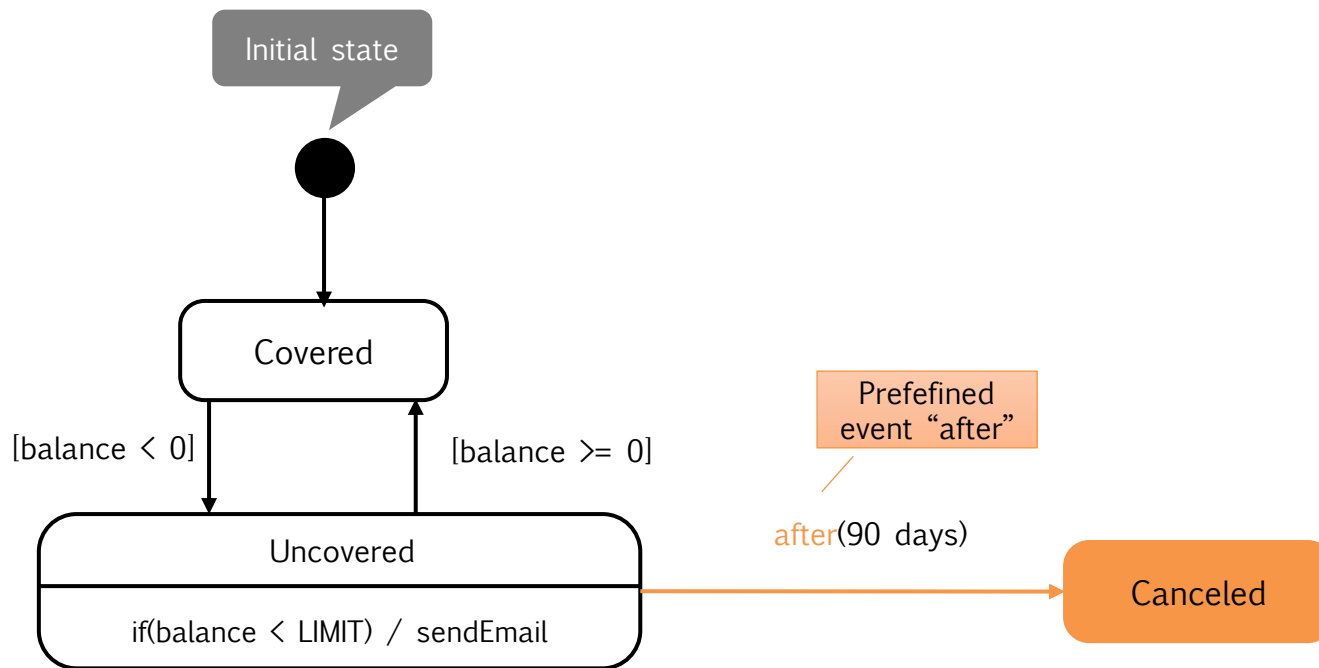 Initial state
Covered
[balance < 0]
[balance >= 0]
Prefefined
event “after”
after(90 days)
Uncovered
if(balance < LIMIT) / sendEmail
Canceled